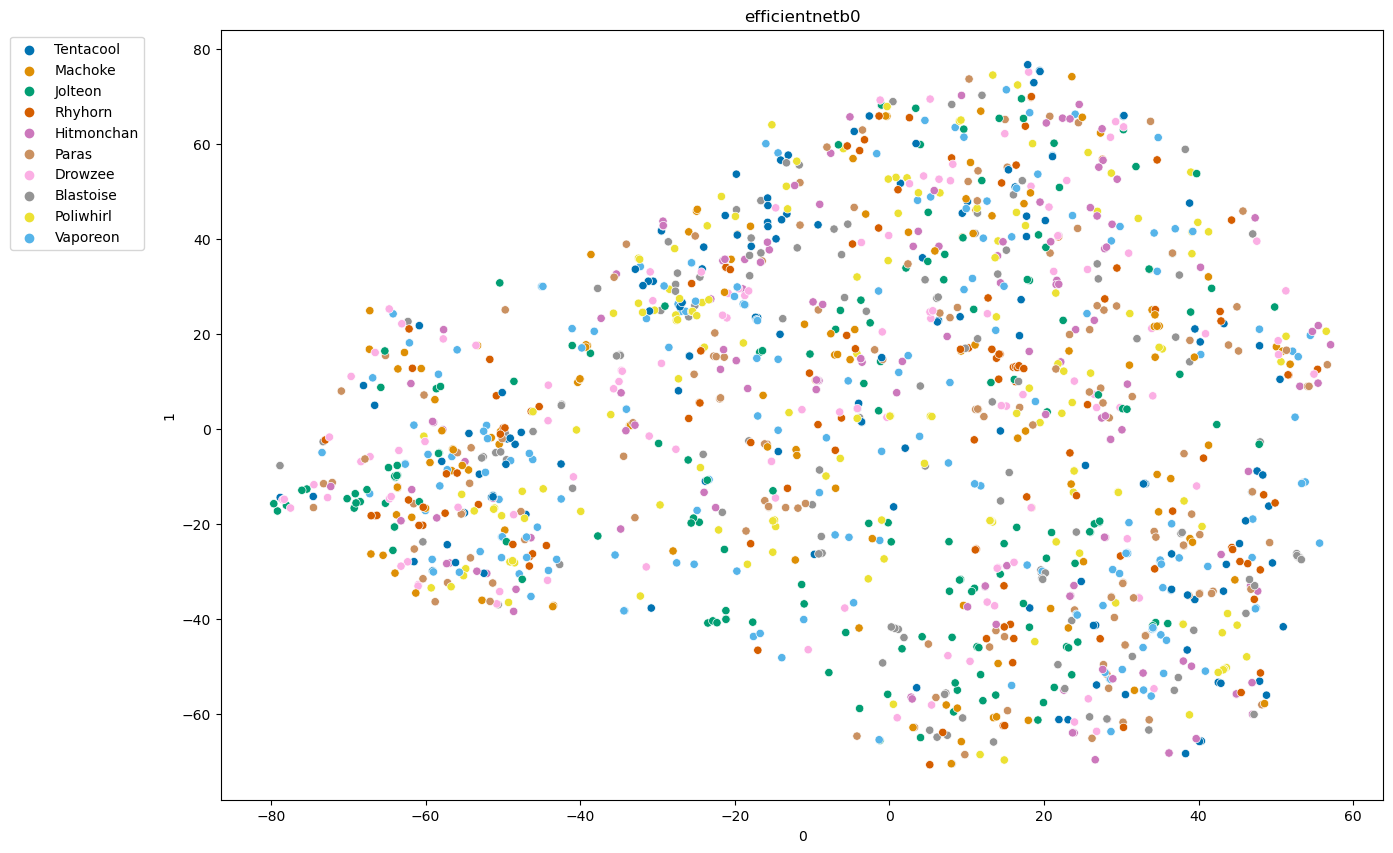 efficientnetb0
Tentacool
Machoke
Jolteon
Rhyhorn
Hitmonchan
Paras
Drowzee
Blastoise
Poliwhirl
Vaporeon
80
60
40
20
0
−20
−40
−60
1
−80 −60 −40 −20 0 20 40 60
0